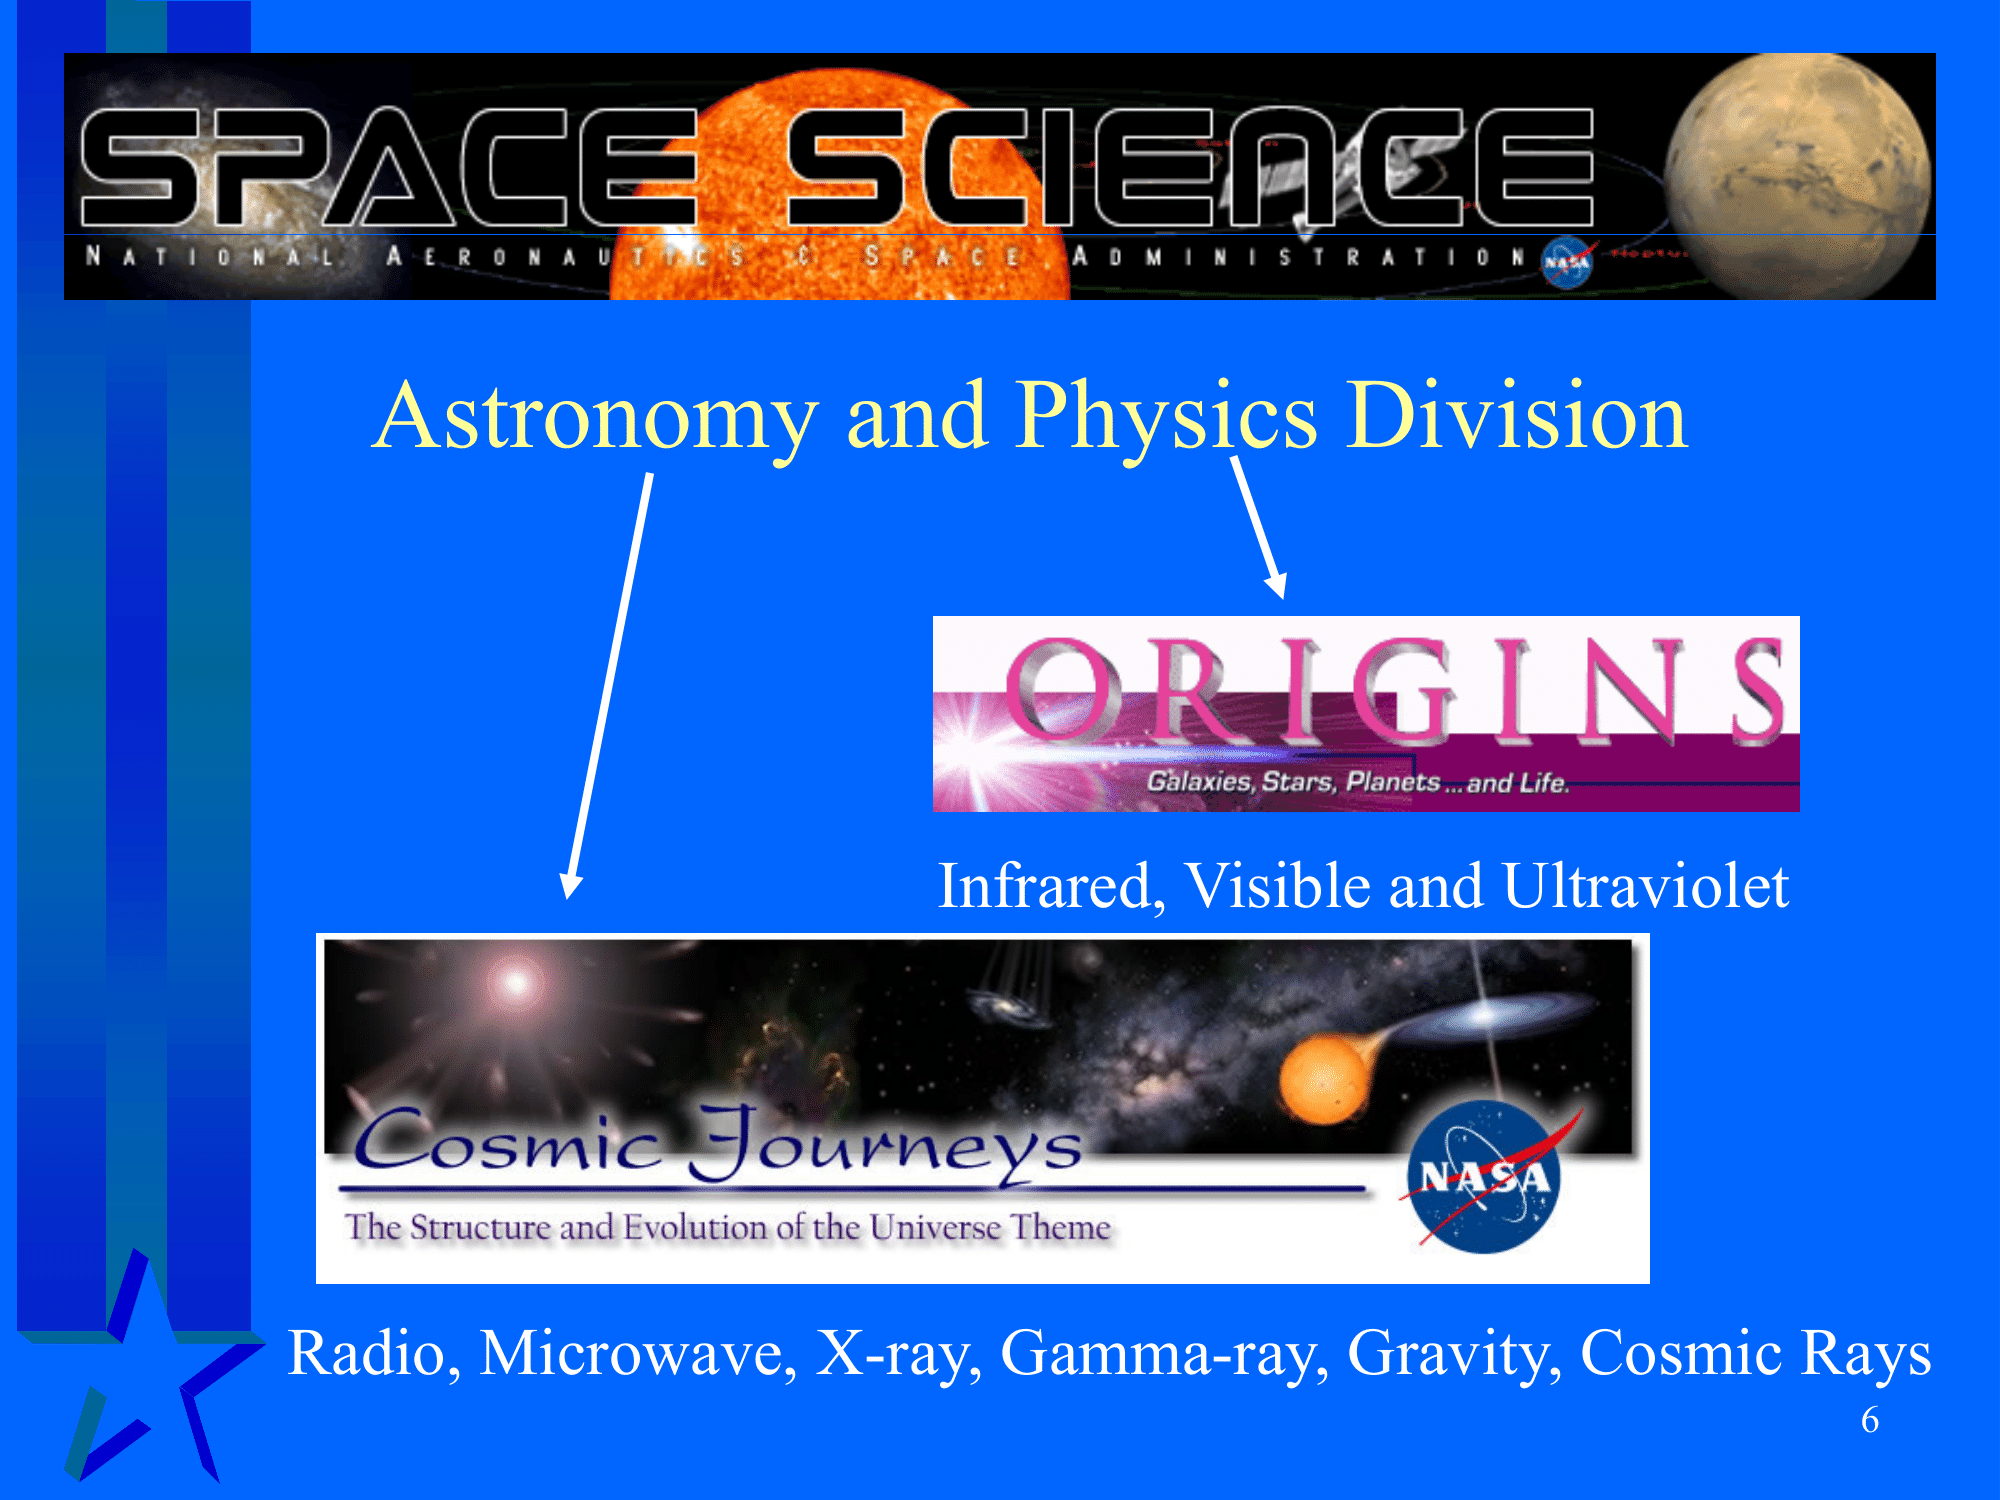 SPACE SCIENCE
NATIONAL AERONAUTICS & SPACE ADMINISTRATION
NASA
Astronomy and Physics Division
ORIGINS
Galaxies, Stars, Planets ... and Life.
Infrared, Visible and Ultraviolet
Cosmic Journeys
NASA
The Structure and Evolution of the Universe Theme
Radio, Microwave, X-ray, Gamma-ray, Gravity, Cosmic Rays
6